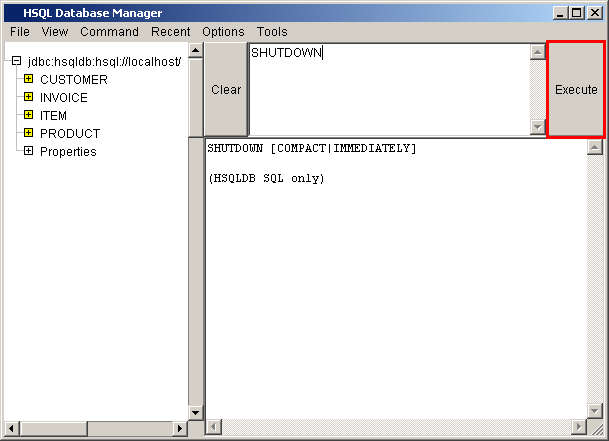 HSQL Database Manager
File View Command Recent Options Tools
jdbc:hsqldb:hsql://localhost/
CUSTOMER
INVOICE
ITEM
PRODUCT
Properties
Clear
SHUTDOWN
Execute
SHUTDOWN [COMPACT|IMMEDIATELY]
(HSQLDB SQL only)